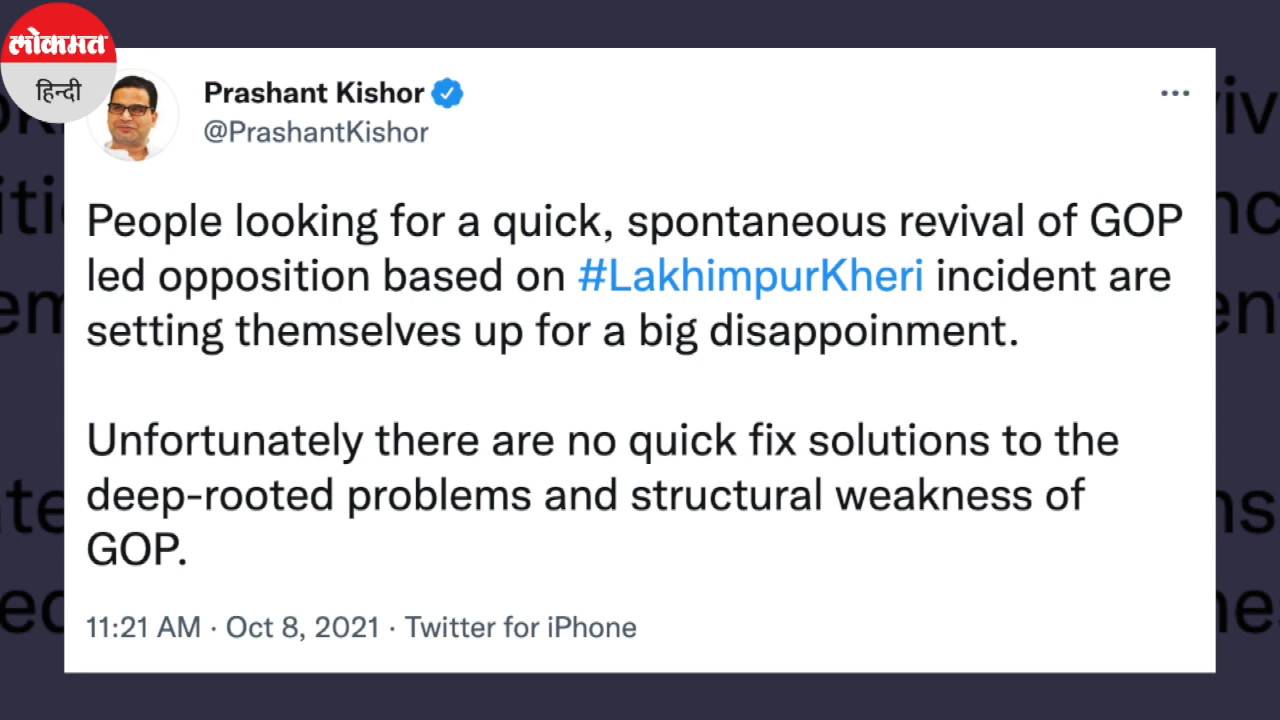 लोकमत
हिन्दी
Prashant Kishor
@PrashantKishor
People looking for a quick, spontaneous revival of GOP
led opposition based on #LakhimpurKheri incident are
setting themselves up for a big disappoinment.
Unfortunately there are no quick fix solutions to the
deep-rooted problems and structural weakness of
GOP.
11:21 AM · Oct 8, 2021 · Twitter for iPhone